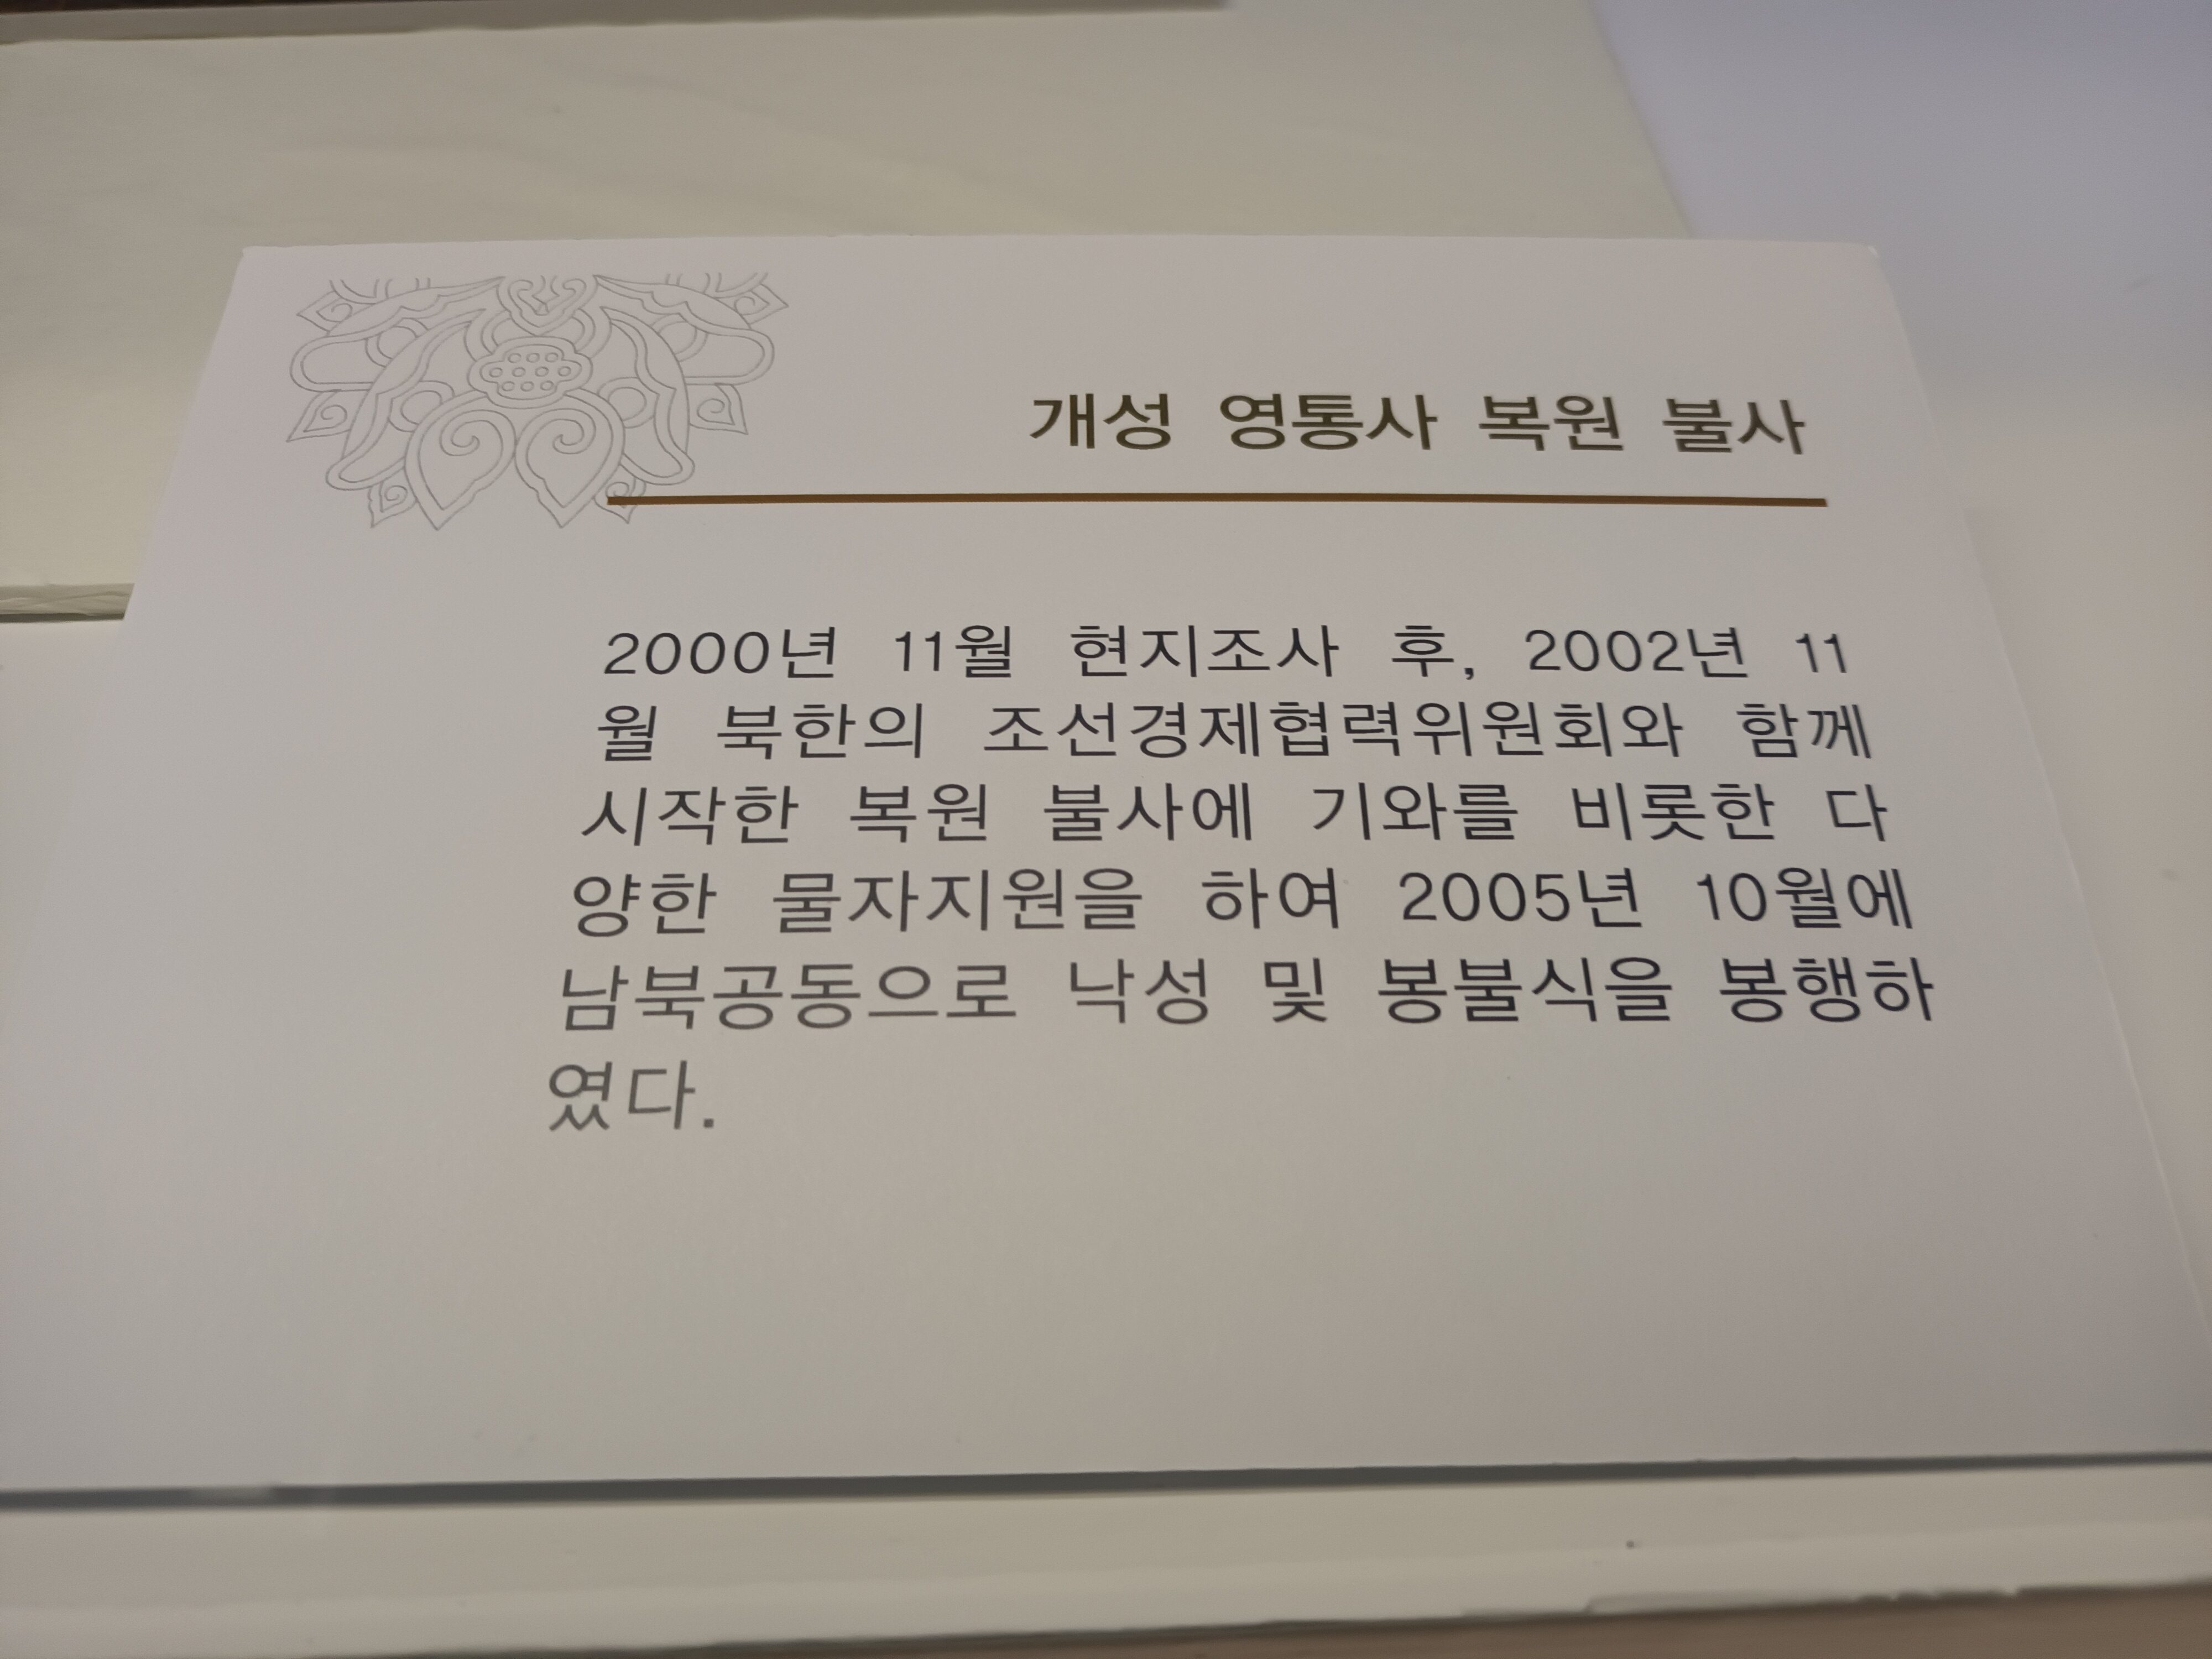 개성 영통사 복원 불사
2000년 11월 현지조사 후, 2002년 11
월 북한의 조선경제협력위원회와 함께
시작한 복원 불사에 기와를 비롯한 다
양한 물자지원을 하여 2005년 10월에
남북공동으로 낙성 및 봉불식을 봉행하
였다.